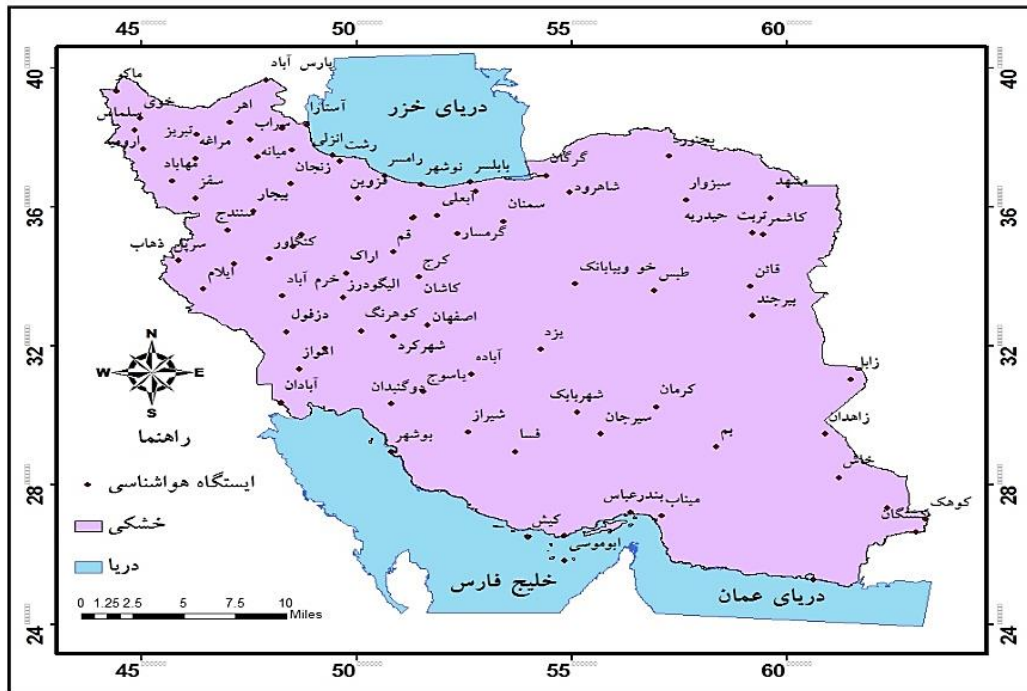 45 50 55 60
40 40
پارس آباد
ماکو
دریای خزر
خوی
اهر
آستارا
سلماس
سراب
تبریز
ارومیه
مراغه
انزلی
رشت
میانه
بجنورد
گرگان
مهاباد
زنجان
رامسر
نوشهر
بابلسر
قزوین
شاهرود
سبزوار
مشهد
سقز
بیجار
36 36
آبعلی
سمنان
حیدریه
تربت
کاشمر
سنندج
گرمسار
قم
سرپل ذهاب
کنگاور
کرج
اراک
ایلام
خرم آباد
الیگودرز
کاشان
خو وبیابانک
طبس
قائن
بیرجند
دزفول
کوهرنگ
اصفهان
یزد
32 32
شهرکرد
اهواز
آباده
زابل
یاسوج
دوگنبدان
آبادان
شهربابک
کرمان
شیراز
سیرجان
زاهدان
بوشهر
فسا
بم
خاش
28 28
کوهک
بندرعباس
میناب
کیش
ابوموسی
خلیج فارس
دریای عمان
24 24
N
W E
S
راهنما
ایستگاه هواشناسی
خشکی
دریا
0 1.25 2.5 5 7.5 10
Miles
45 50 55 60